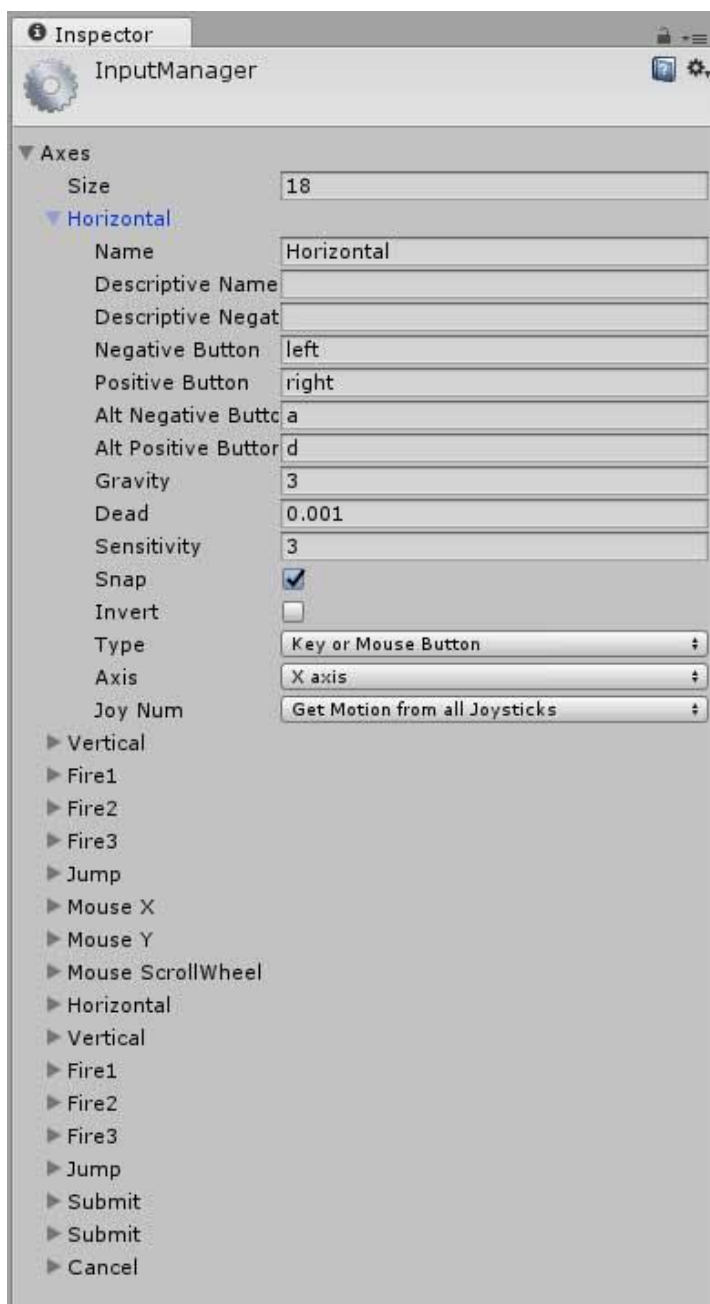 Inspector
InputManager
Axes
Size 18
Horizontal
Name Horizontal
Descriptive Name
Descriptive Negat
Negative Button left
Positive Button right
Alt Negative Buttc a
Alt Positive Buttor d
Gravity 3
Dead 0.001
Sensitivity 3
Snap
Invert
Type Key or Mouse Button
Axis X axis
Joy Num Get Motion from all Joysticks
Vertical
Fire1
Fire2
Fire3
Jump
Mouse X
Mouse Y
Mouse ScrollWheel
Horizontal
Vertical
Fire1
Fire2
Fire3
Jump
Submit
Submit
Cancel